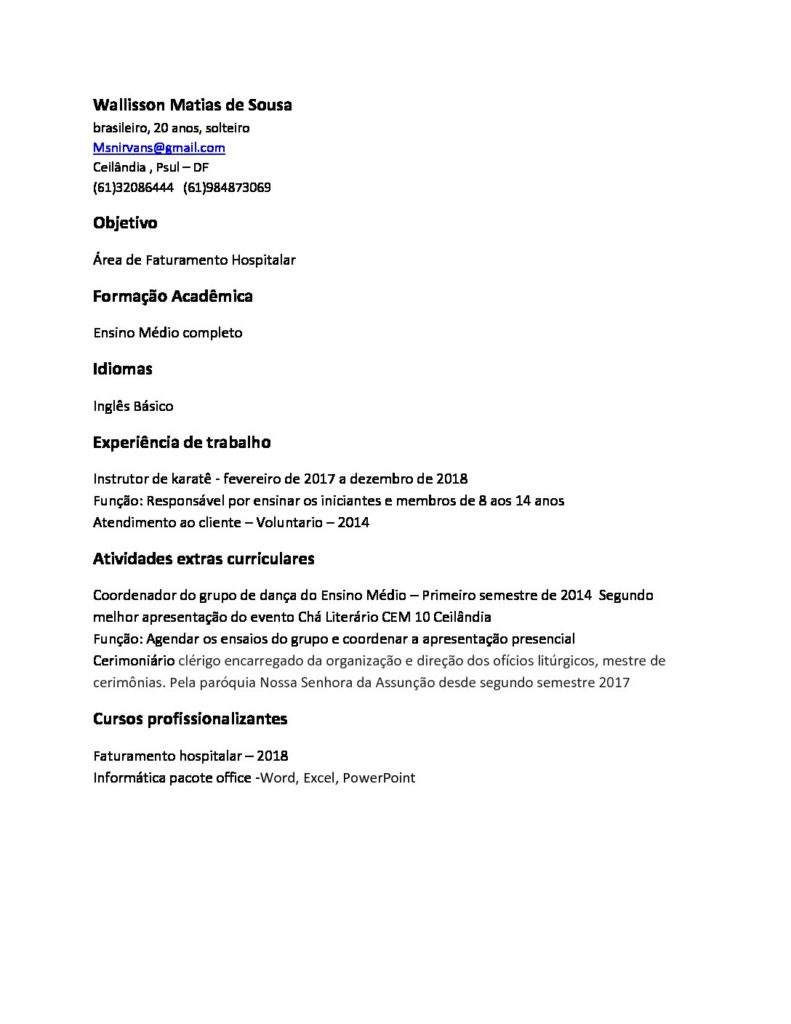 Wallisson Matias de Sousa
brasileiro, 20 anos, solteiro
Msnirvans@gmail.com
Ceilândia , Psul – DF
(61)32086444 (61)984873069
Objetivo
Área de Faturamento Hospitalar
Formação Acadêmica
Ensino Médio completo
Idiomas
Inglês Básico
Experiência de trabalho
Instrutor de karatê - fevereiro de 2017 a dezembro de 2018
Função: Responsável por ensinar os iniciantes e membros de 8 aos 14 anos
Atendimento ao cliente – Voluntario – 2014
Atividades extras curriculares
Coordenador do grupo de dança do Ensino Médio – Primeiro semestre de 2014 Segundo
melhor apresentação do evento Chá Literário CEM 10 Ceilândia
Função: Agendar os ensaios do grupo e coordenar a apresentação presencial
Cerimoniário clérigo encarregado da organização e direção dos ofícios litúrgicos, mestre de
cerimônias. Pela paróquia Nossa Senhora da Assunção desde segundo semestre 2017
Cursos profissionalizantes
Faturamento hospitalar – 2018
Informática pacote office -Word, Excel, PowerPoint